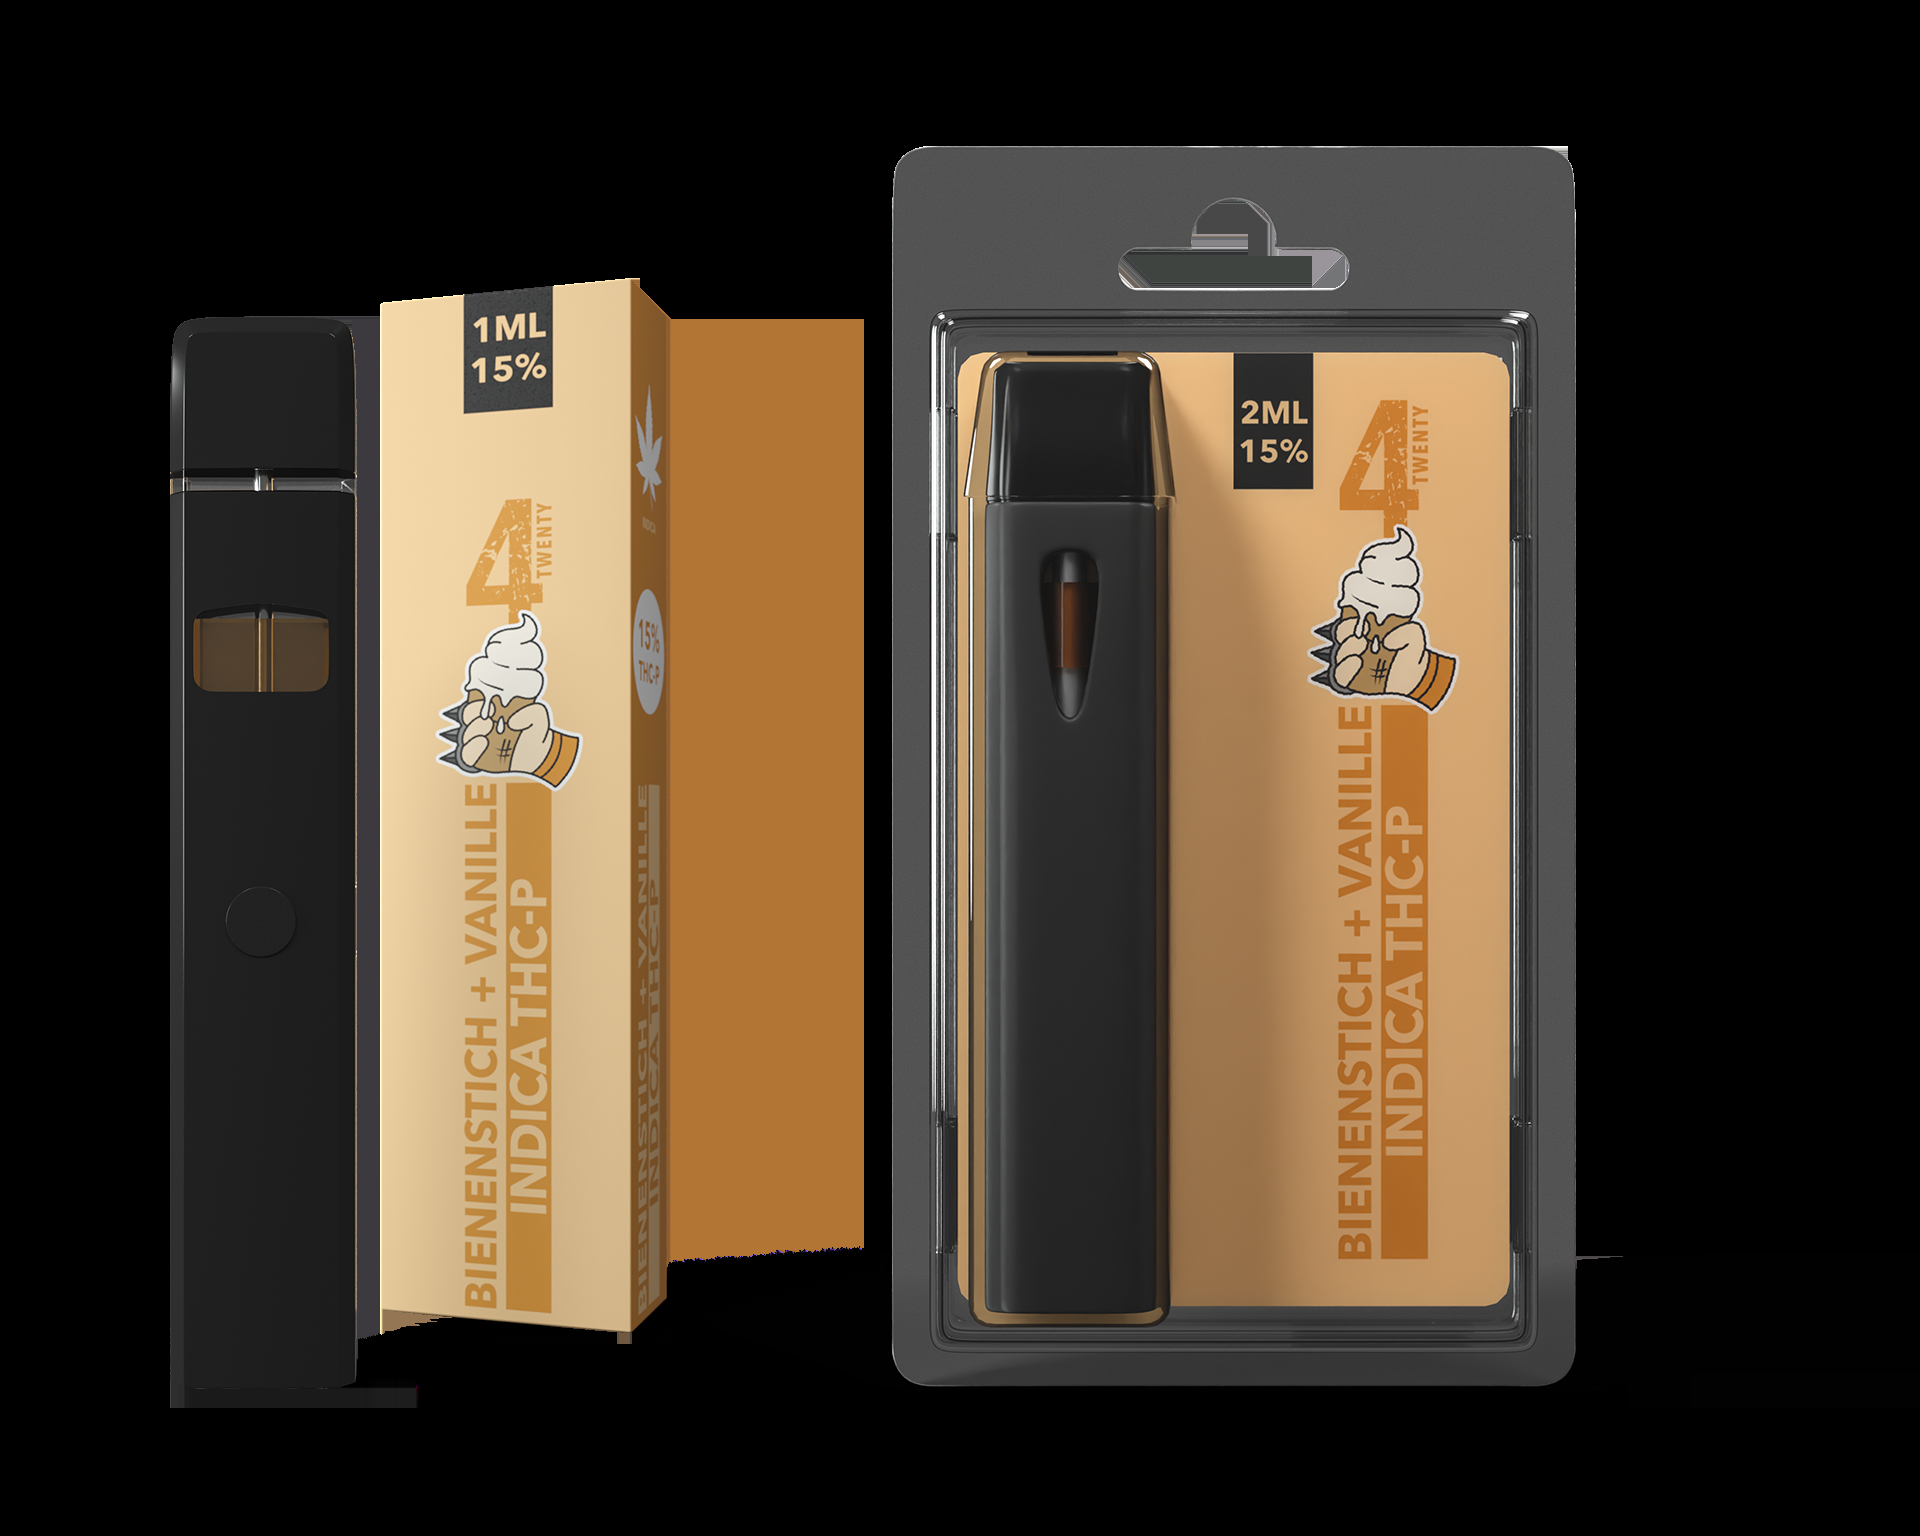 1ML
15%
4
TWENTY
#
BIENENSTICH + VANILLE
INDICA THC-P
INDICA
15%
THC-P
BIENENSTICH + VANILLE
INDICA THC-P
2ML
15%
4
TWENTY
#
BIENENSTICH + VANILLE
INDICA THC-P